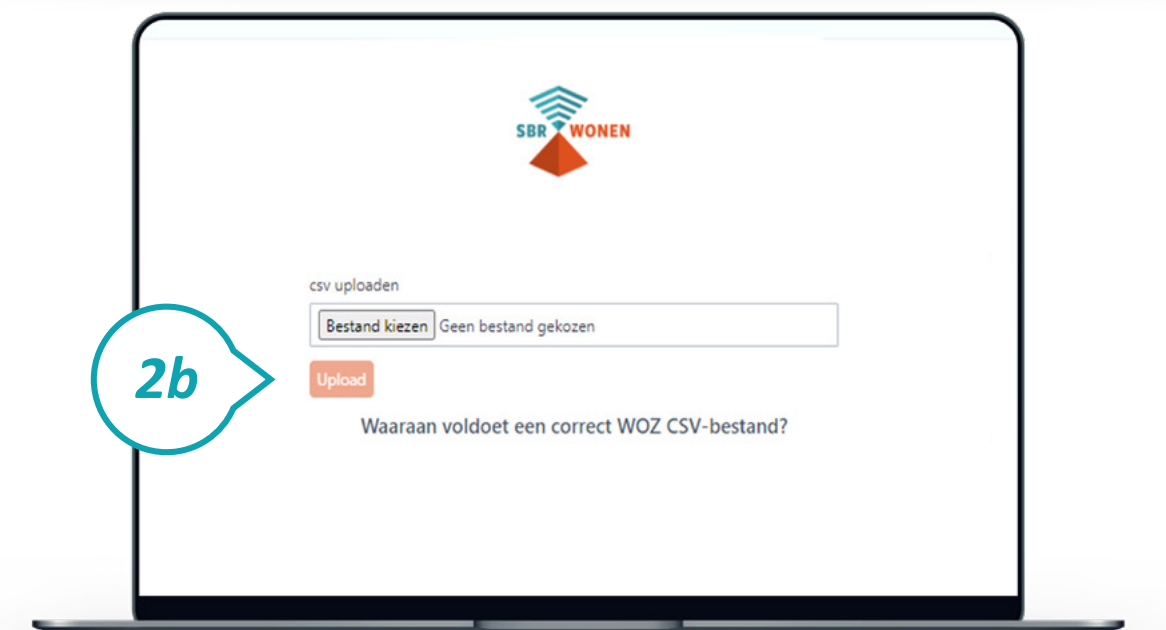 SBR WONEN
csv uploaden
Bestand kiezen Geen bestand gekozen
2b
Upload
Waaraan voldoet een correct WOZ CSV-bestand?